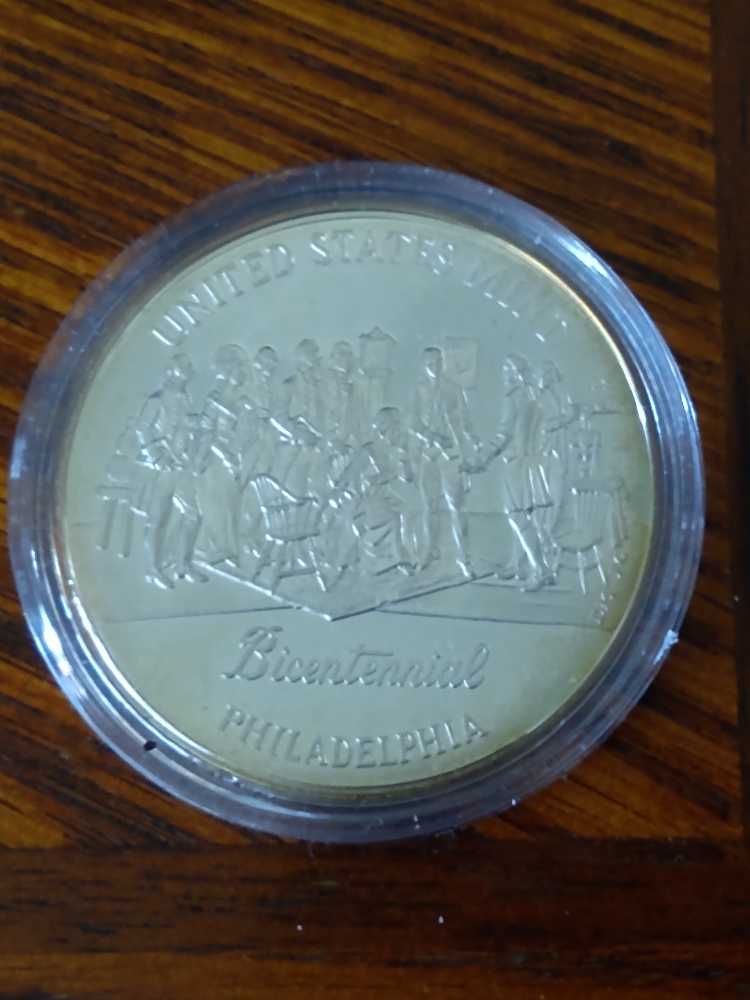 UNITED STATES MINT
Bicentennial
PHILADELPHIA